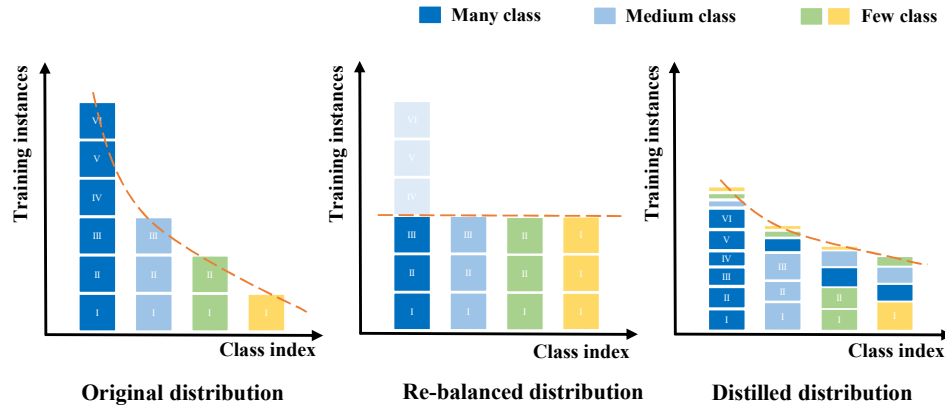 Many class
Medium class
Few class
Training instances
VI
V
IV
III
II
I
III
II
I
II
I
I
Class index
Original distribution
Training instances
VI
V
IV
III
II
I
III
II
I
II
II
I
I
I
I
Class index
Re-balanced distribution
Training instances
VI
V
IV
III
II
I
III
II
I
II
I
I
Class index
Distilled distribution